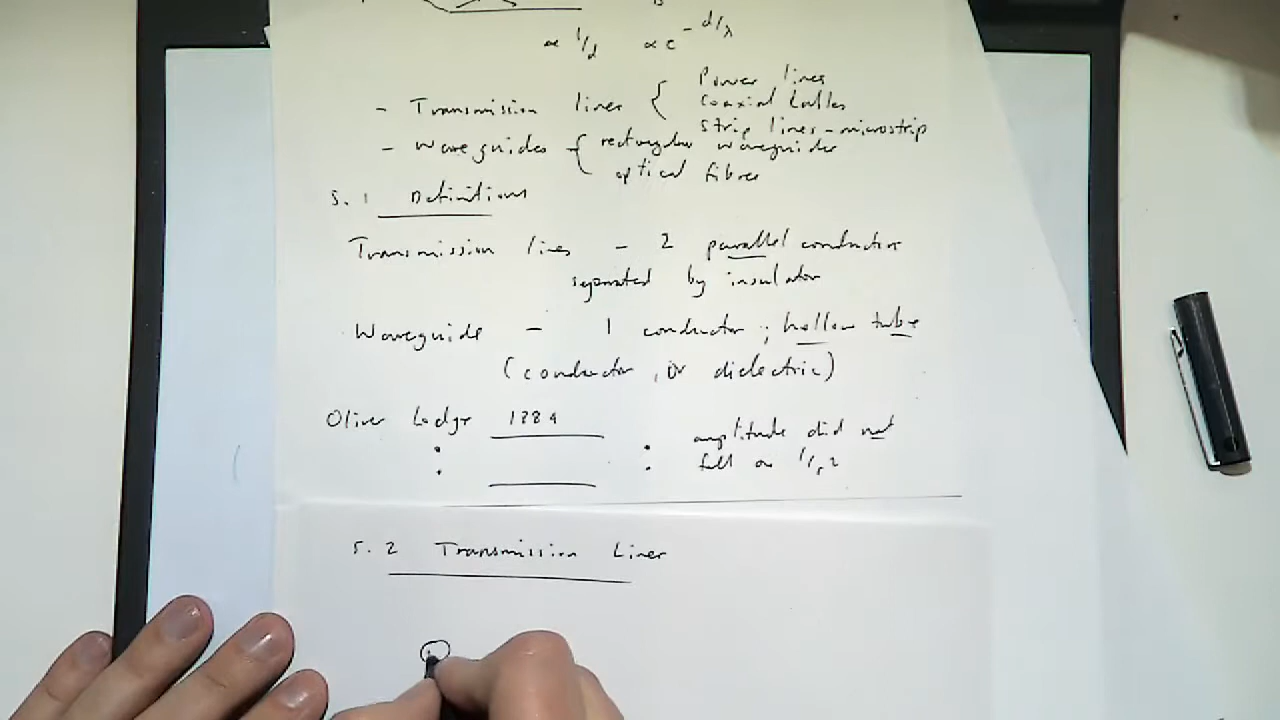 ∝ 1/d ∝ e^-d/λ
- Transmission lines { Power lines
coaxial cables
strip lines - microstrip
- Waveguides { rectangular waveguides
optical fibres
5.1 Definitions
Transmission lines - 2 parallel conductors
separated by insulator
Waveguide - 1 conductor ; hollow tube
(conductor, or dielectric)
Oliver Lodge 1884
: : amplitude did not
fall as 1/r2
5.2 Transmission Lines